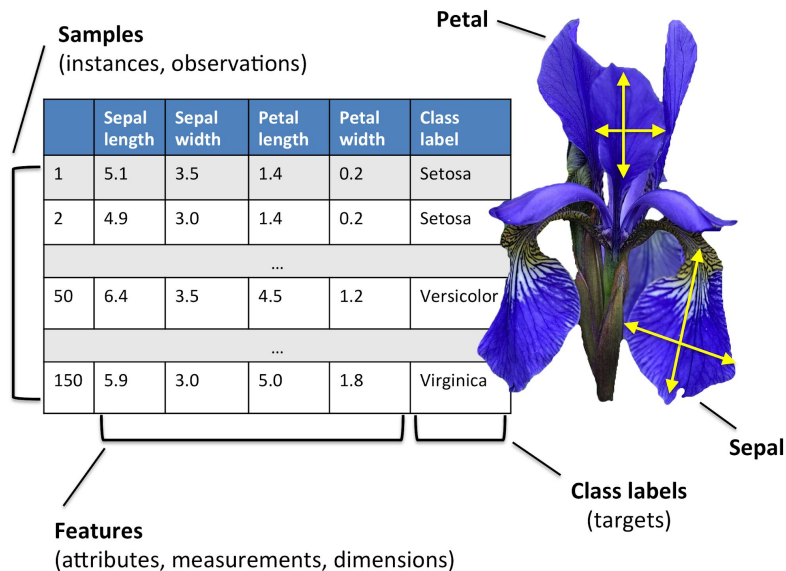 Samples
(instances, observations)
Petal
Sepal length Sepal width Petal length Petal width Class label
1 5.1 3.5 1.4 0.2 Setosa
2 4.9 3.0 1.4 0.2 Setosa
...
50 6.4 3.5 4.5 1.2 Versicolor
...
150 5.9 3.0 5.0 1.8 Virginica
Sepal
Class labels
(targets)
Features
(attributes, measurements, dimensions)